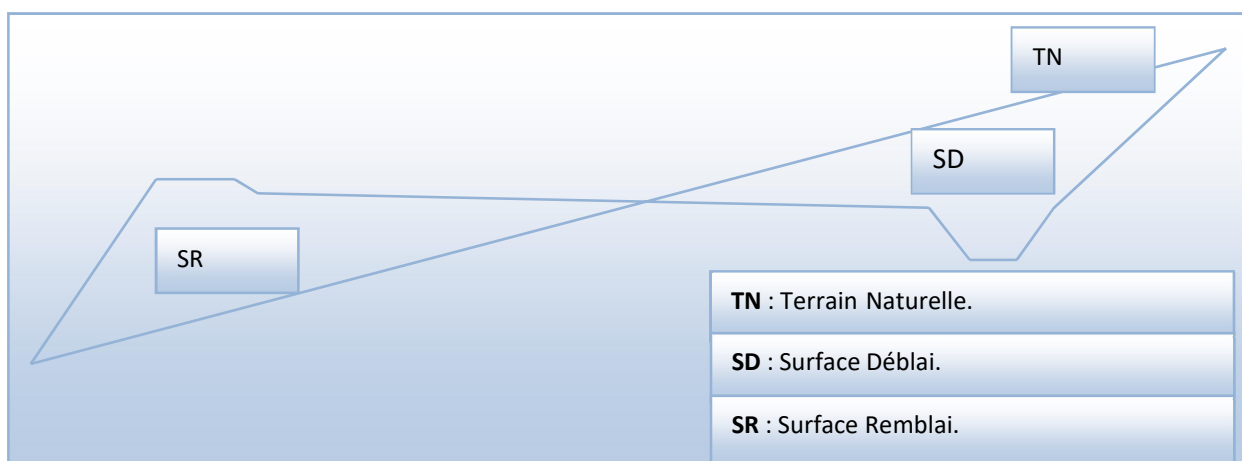 TN
SD
SR
TN : Terrain Naturelle.
SD : Surface Déblai.
SR : Surface Remblai.